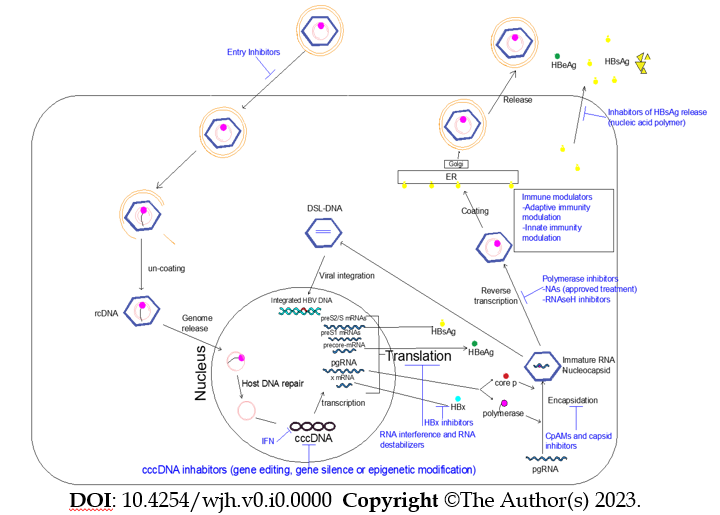 Entry Inhibitors
HBeAg
HBsAg
Release
Inhabitors of HBsAg release
(nucleic acid polymer)
Golgi
ER
Coating
Immune modulators
-Adaptive immunity
modulation
-Innate immunity
modulation
DSL-DNA
un-coating
Viral integration
Reverse
transcription
Polymerase inhibitors
-NAs (approved treatment)
-RNAseH inhibitors
rcDNA
Genome
release
Integrated HBV DNA
preS2/S mRNAs
HBsAg
preS1 mRNAs
precore-mRNA
HBeAg
Translation
Nucleus
pgRNA
x mRNA
Host DNA repair
transcription
Immature RNA
Nucleocapsid
core p
polymerase
HBx
Encapsidation
HBx inhibitors
RNA interference and RNA
destabilizers
IFN
cccDNA
CpAMs and capsid
inhibitors
pgRNA
cccDNA inhabitors (gene editing, gene silence or epigenetic modification)
DOI: 10.4254/wjh.v0.i0.0000 Copyright ©The Author(s) 2023.